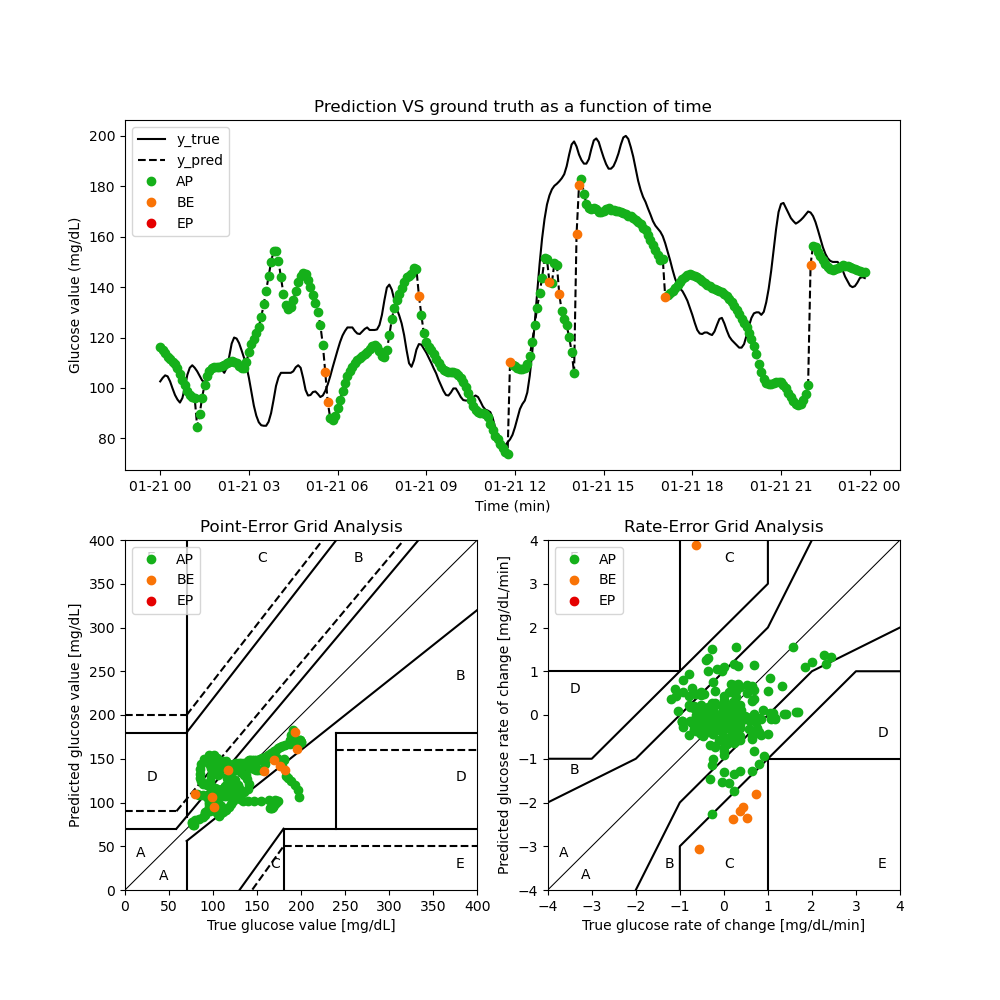 Prediction VS ground truth as a function of time
Glucose value (mg/dL)
200
180
160
140
120
100
80
y_true
y_pred
AP
BE
EP
01-21 00 01-21 03 01-21 06 01-21 09 01-21 12 01-21 15 01-21 18 01-21 21 01-22 00
Time (min)
Point-Error Grid Analysis
Predicted glucose value [mg/dL]
400
350
300
250
200
150
100
50
0
AP
BE
EP
C
B
B
D
D
A
A
C
E
0 50 100 150 200 250 300 350 400
True glucose value [mg/dL]
Rate-Error Grid Analysis
Predicted glucose rate of change [mg/dL/min]
4
3
2
1
0
−1
−2
−3
−4
AP
BE
EP
C
D
D
B
A
A
B
C
E
−4 −3 −2 −1 0 1 2 3 4
True glucose rate of change [mg/dL/min]